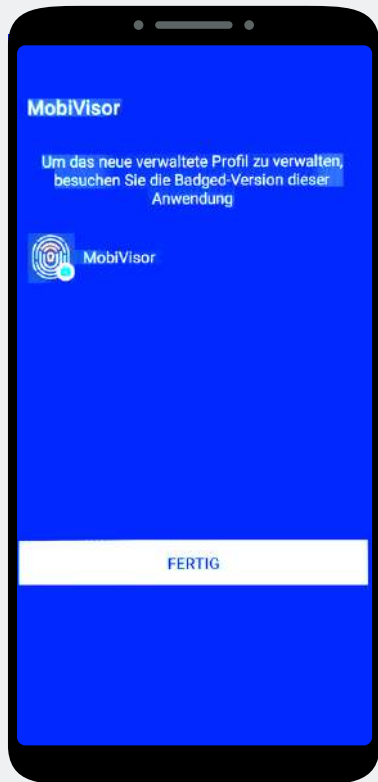 MobiVisor
Um das neue verwaltete Profil zu verwalten,
besuchen Sie die Badged-Version dieser
Anwendung
MobiVisor
FERTIG